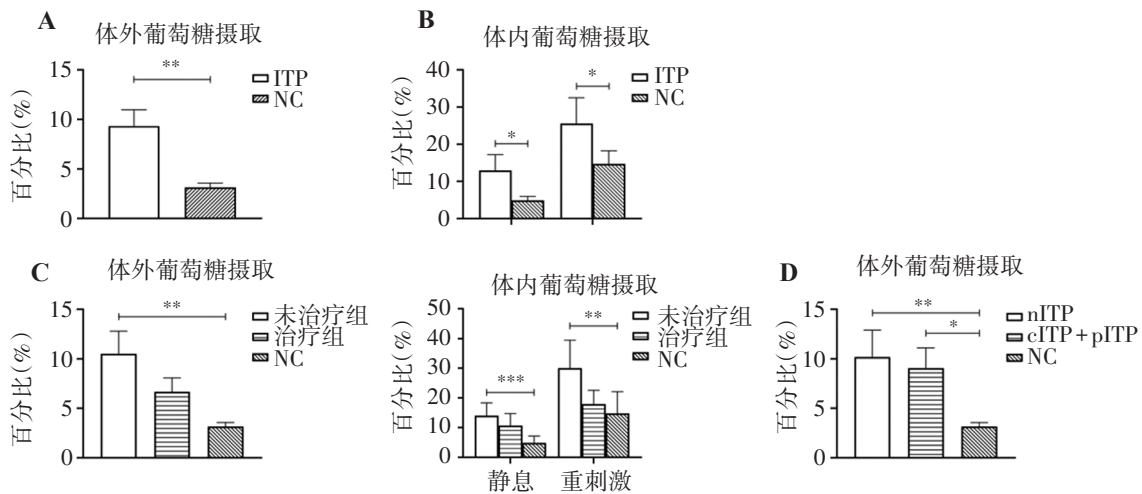 A
体外葡萄糖摄取
百分比(%)
15
10
5
0
**
ITP
NC
B
体内葡萄糖摄取
百分比(%)
40
30
20
10
0
*
*
ITP
NC
C
体外葡萄糖摄取
百分比(%)
15
10
5
0
**
未治疗组
治疗组
NC
体内葡萄糖摄取
百分比(%)
50
40
30
20
10
0
***
**
未治疗组
治疗组
NC
静息
重刺激
D
体外葡萄糖摄取
百分比(%)
15
10
5
0
**
*
nITP
cITP+pITP
NC